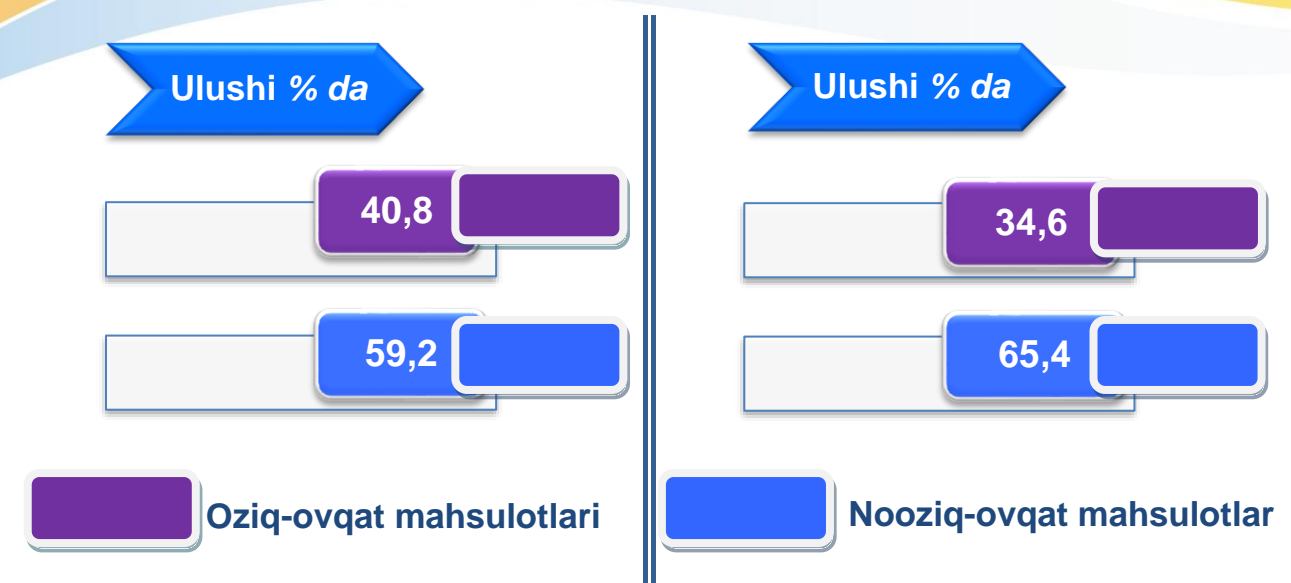 Ulushi % da
40,8
59,2
Oziq-ovqat mahsulotlari
Ulushi % da
34,6
65,4
Nooziq-ovqat mahsulotlar